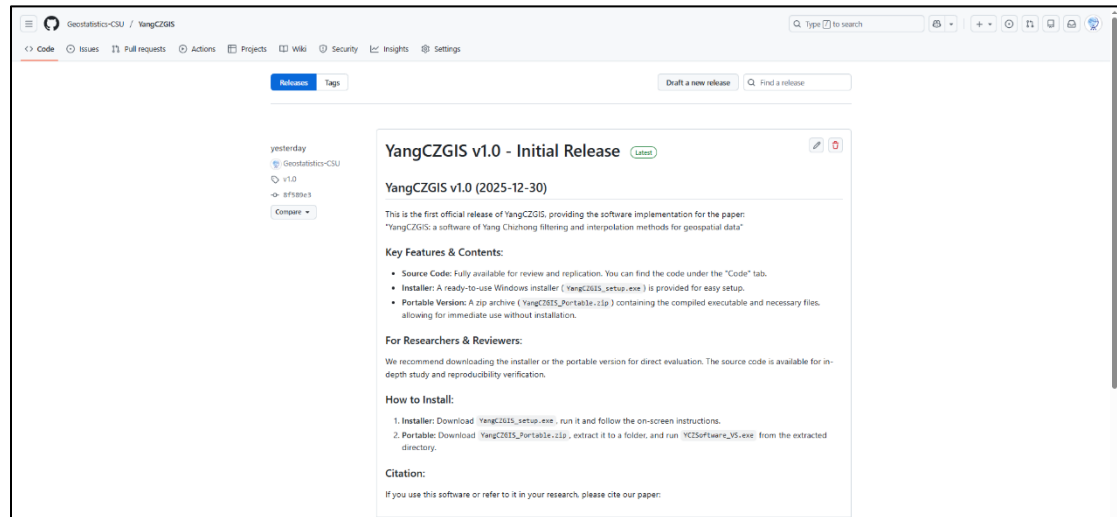 Geostatistics-CSU / YangCZGIS
Type / to search
Code Issues Pull requests Actions Projects Wiki Security Insights Settings
Releases Tags
Draft a new release
Find a release
yesterday
Geostatistics-CSU
v1.0
8f589e3
Compare
YangCZGIS v1.0 - Initial Release Latest
YangCZGIS v1.0 (2025-12-30)
This is the first official release of YangCZGIS, providing the software implementation for the paper:
"YangCZGIS: a software of Yang Chizhong filtering and interpolation methods for geospatial data"
Key Features & Contents:
• Source Code: Fully available for review and replication. You can find the code under the "Code" tab.
• Installer: A ready-to-use Windows installer ( YangCZGIS_setup.exe ) is provided for easy setup.
• Portable Version: A zip archive ( YangCZGIS_Portable.zip ) containing the compiled executable and necessary files,
allowing for immediate use without installation.
For Researchers & Reviewers:
We recommend downloading the installer or the portable version for direct evaluation. The source code is available for in-
depth study and reproducibility verification.
How to Install:
1. Installer: Download YangCZGIS_setup.exe , run it and follow the on-screen instructions.
2. Portable: Download YangCZGIS_Portable.zip , extract it to a folder, and run YCZSoftware_VS.exe from the extracted
directory.
Citation:
If you use this software or refer to it in your research, please cite our paper: